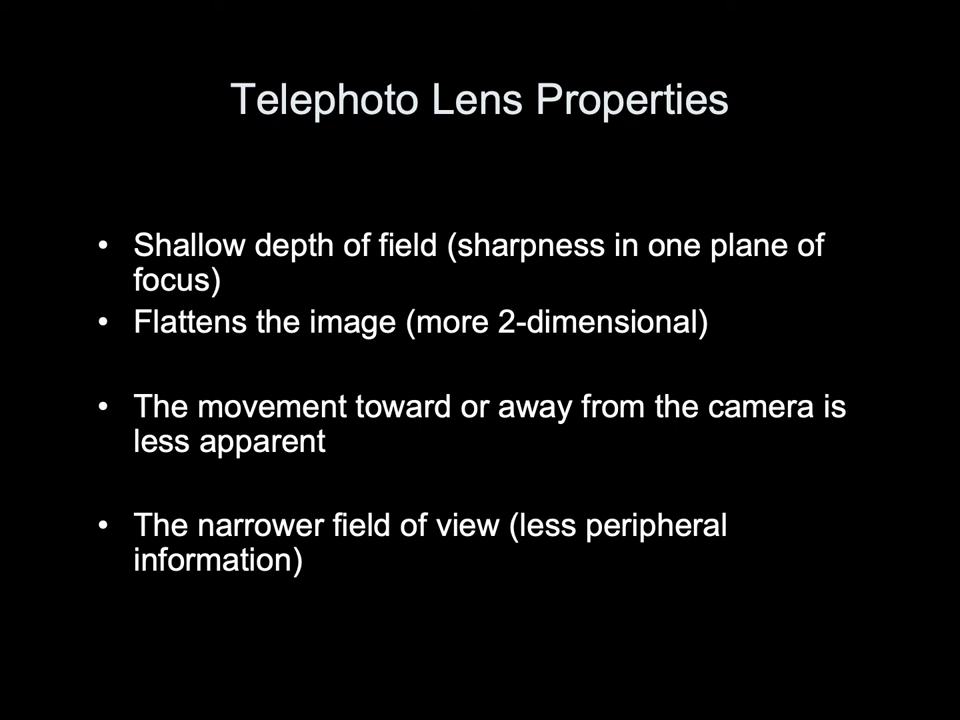 Telephoto Lens Properties
• Shallow depth of field (sharpness in one plane of
focus)
• Flattens the image (more 2-dimensional)
• The movement toward or away from the camera is
less apparent
• The narrower field of view (less peripheral
information)